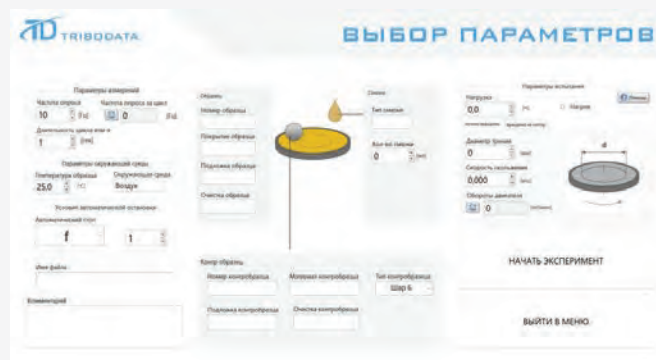 TRIBODATA
ВЫБОР ПАРАМЕТРОВ
Параметры измерений
Частота опроса
Частота опроса за цикл
10
[Гц]
0
[Гц]
Длительность цикла
1
[мин]
Параметры окружающей среды
Температура образца
Окружающая среда
25,0
[°C]
Воздух
Условия автоматической остановки
Автоматический стоп
f
1
Имя файла
Комментарий
Образец
Номер образца
Покрытие образца
Подложка образца
Очистка образца
Смазка
Тип смазки
Кол-во смазки
0
[мл]
Контр образец
Номер контробразца
Материал контробразца
Тип контробразца
Шар 6
Подложка контробразца
Очистка контробразца
Параметры испытания
Нагрузка
0,0
[Н]
Нагрев
Диаметр трения
0
[мм]
d
Скорость скольжения
0,000
[м/с]
Обороты двигателя
0
НАЧАТЬ ЭКСПЕРИМЕНТ
ВЫЙТИ В МЕНЮ